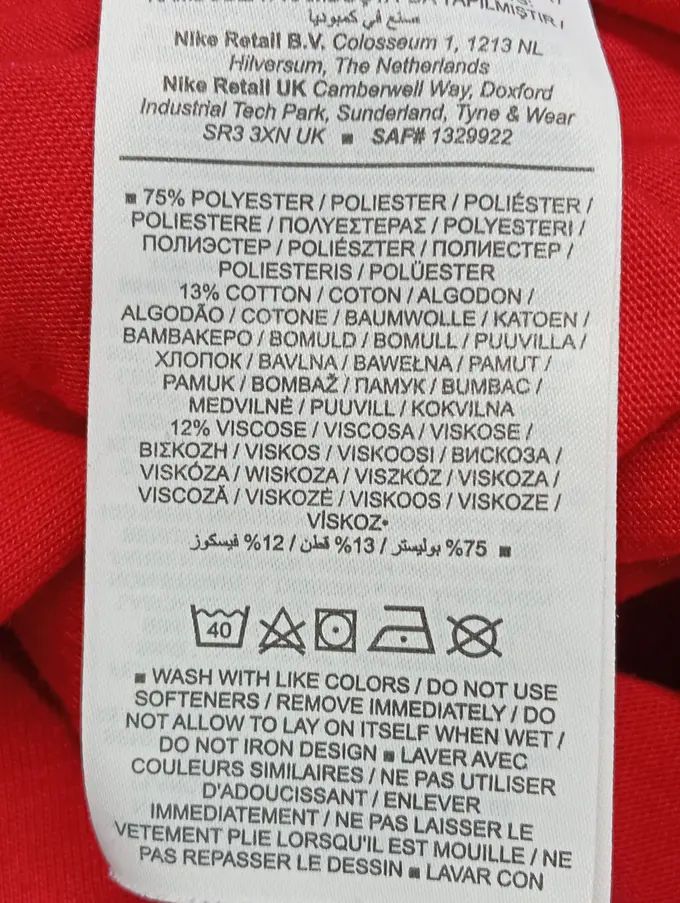 YAPILMIŞTIR /
صنع في كمبوديا
Nike Retail B.V. Colosseum 1, 1213 NL
Hilversum, The Netherlands
Nike Retail UK Camberwell Way, Doxford
Industrial Tech Park, Sunderland, Tyne & Wear
SR3 3XN UK ■ SAF# 1329922
■ 75% POLYESTER / POLIESTER / POLIÉSTER /
POLIESTERE / ΠΟΛΥΕΣΤΕΡΑΣ / POLYESTERI /
ПОЛИЭСТЕР / POLIÉSZTER / ПОЛИЕСТЕР /
POLIESTERIS / POLÜESTER
13% COTTON / COTON / ALGODON /
ALGODÃO / COTONE / BAUMWOLLE / KATOEN /
ΒΑΜΒΑΚΕΡΟ / BOMULD / BOMULL / PUUVILLA /
ХЛОПОК / BAVLNA / BAWEŁNA / PAMUT /
PAMUK / BOMBAŽ / ПАМУК / BUMBAC /
MEDVILNĖ / PUUVILL / KOKVILNA
12% VISCOSE / VISCOSA / VISKOSE /
ΒΙΣΚΟΖΗ / VISKOS / VISKOOSI / ВИСКОЗА /
VISKÓZA / WISKOZA / VISZKÓZ / VISKOZA /
VISCOZĂ / VISKOZĖ / VISKOOS / VISKOZE /
VİSKOZ•
■ 75% بوليستر / 13% قطن / 12% فيسكوز
40
■ WASH WITH LIKE COLORS / DO NOT USE
SOFTENERS / REMOVE IMMEDIATELY / DO
NOT ALLOW TO LAY ON ITSELF WHEN WET /
DO NOT IRON DESIGN ■ LAVER AVEC
COULEURS SIMILAIRES / NE PAS UTILISER
D'ADOUCISSANT / ENLEVER
IMMEDIATEMENT / NE PAS LAISSER LE
VETEMENT PLIE LORSQU'IL EST MOUILLE / NE
PAS REPASSER LE DESSIN ■ LAVAR CON